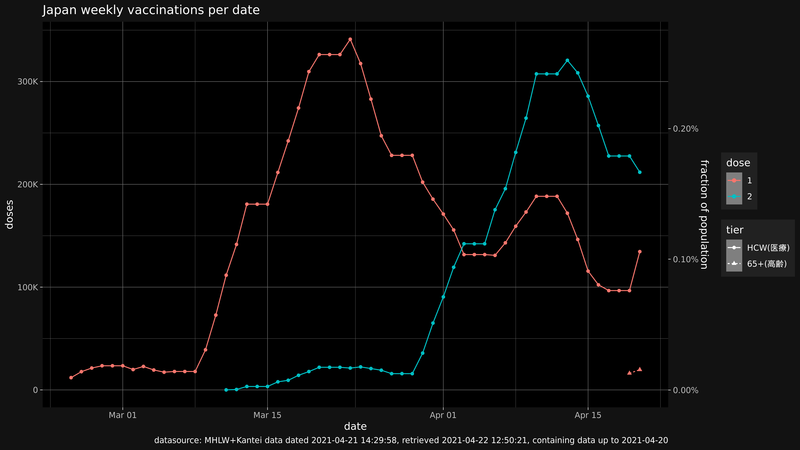 Japan weekly vaccinations per date
300K
200K
100K
0
doses
0.20%
0.10%
0.00%
fraction of population
Mar 01
Mar 15
Apr 01
Apr 15
date
dose
1
2
tier
HCW(医療)
65+(高齢)
datasource: MHLW+Kantei data dated 2021-04-21 14:29:58, retrieved 2021-04-22 12:50:21, containing data up to 2021-04-20